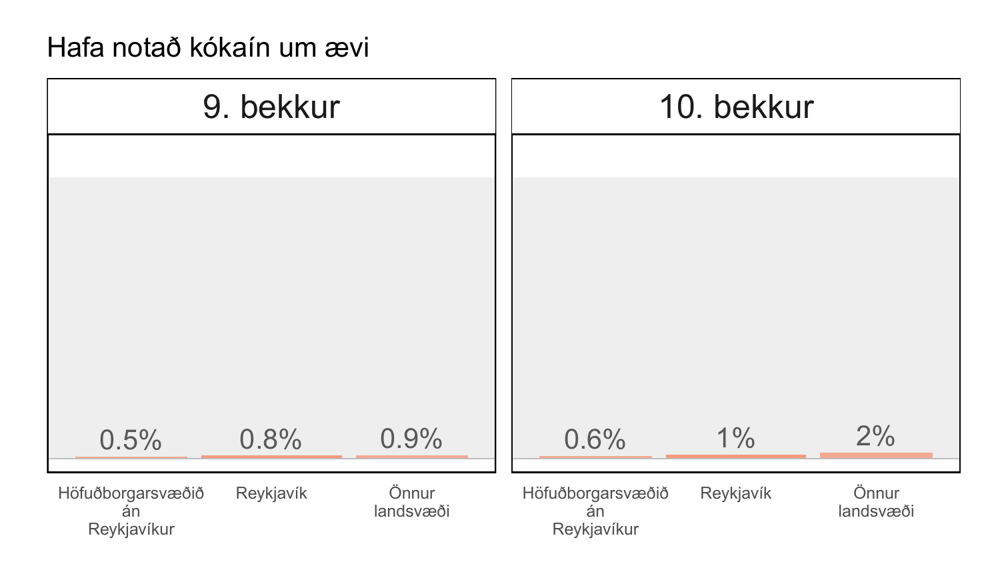 Hafa notað kókaín um ævi
9. bekkur
10. bekkur
0.5%
0.8%
0.9%
0.6%
1%
2%
Höfuðborgarsvæðið
án
Reykjavíkur
Reykjavík
Önnur
landsvæði
Höfuðborgarsvæðið
án
Reykjavíkur
Reykjavík
Önnur
landsvæði